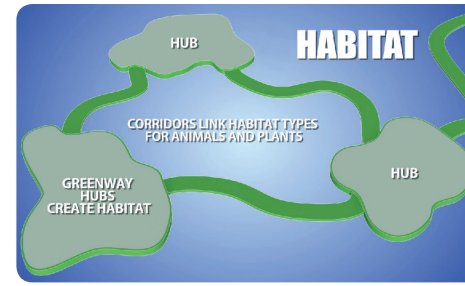 HUB
HABITAT
CORRIDORS LINK HABITAT TYPES
FOR ANIMALS AND PLANTS
HUB
GREENWAY
HUBS
CREATE HABITAT